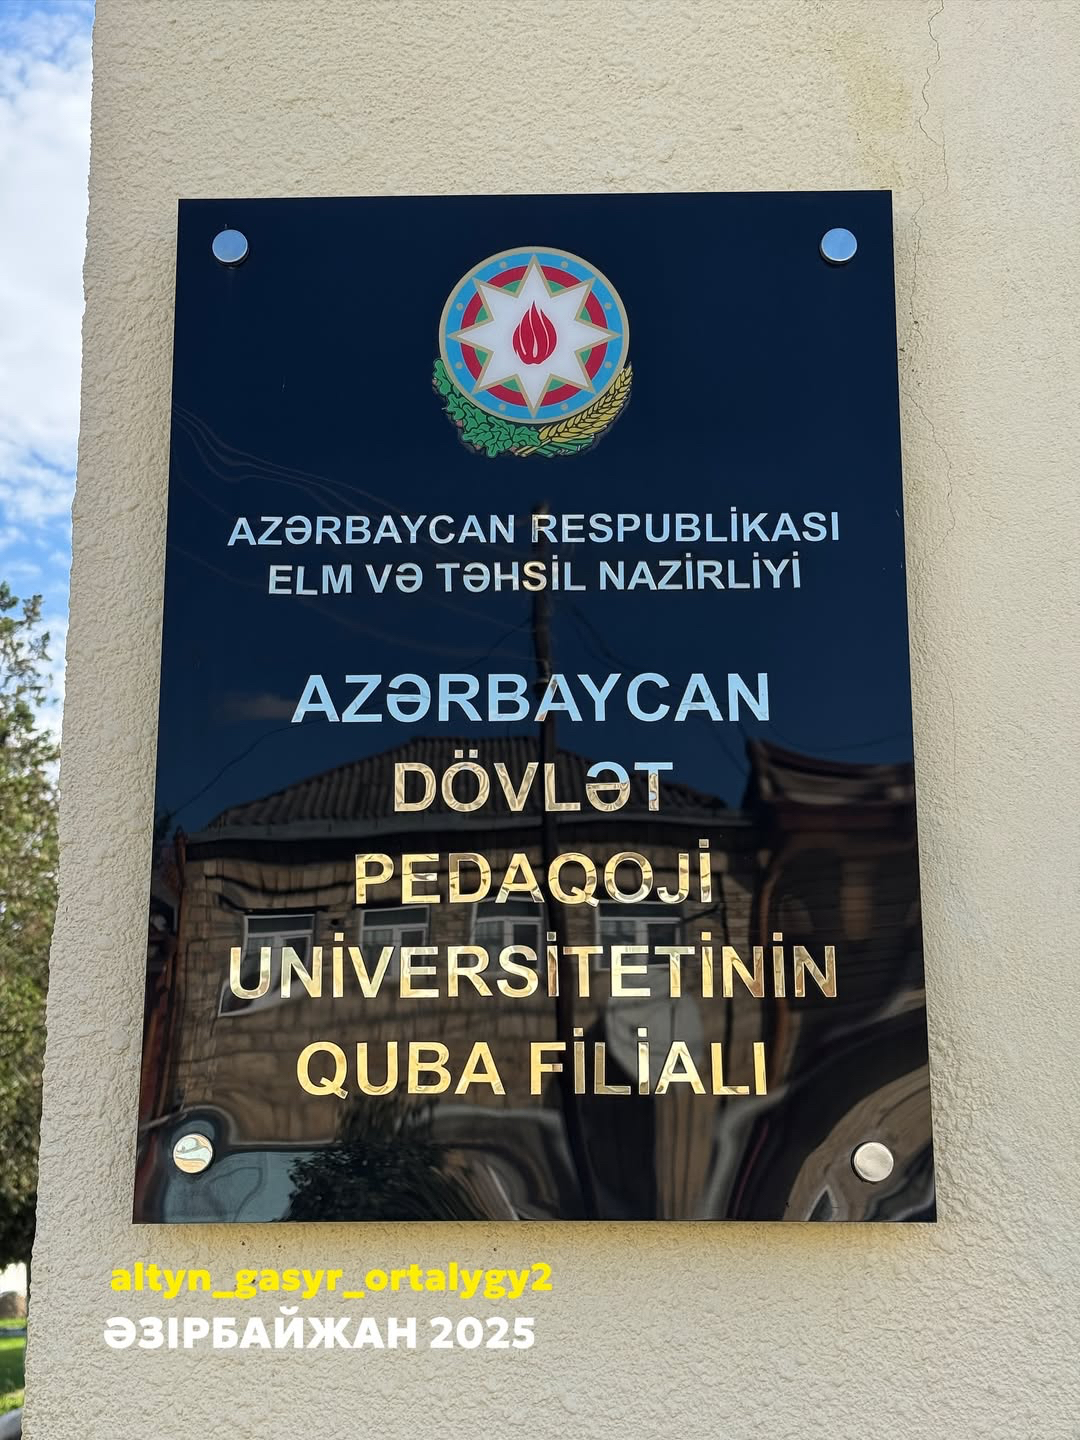 AZƏRBAYCAN RESPUBLİKASI
ELM VƏ TƏHSİL NAZİRLİYİ
AZƏRBAYCAN
DÖVLƏT
PEDAQOJİ
UNİVERSİTETİNİN
QUBA FİLİALI
altyn_gasyr_ortalygy2
ӘЗІРБАЙЖАН 2025